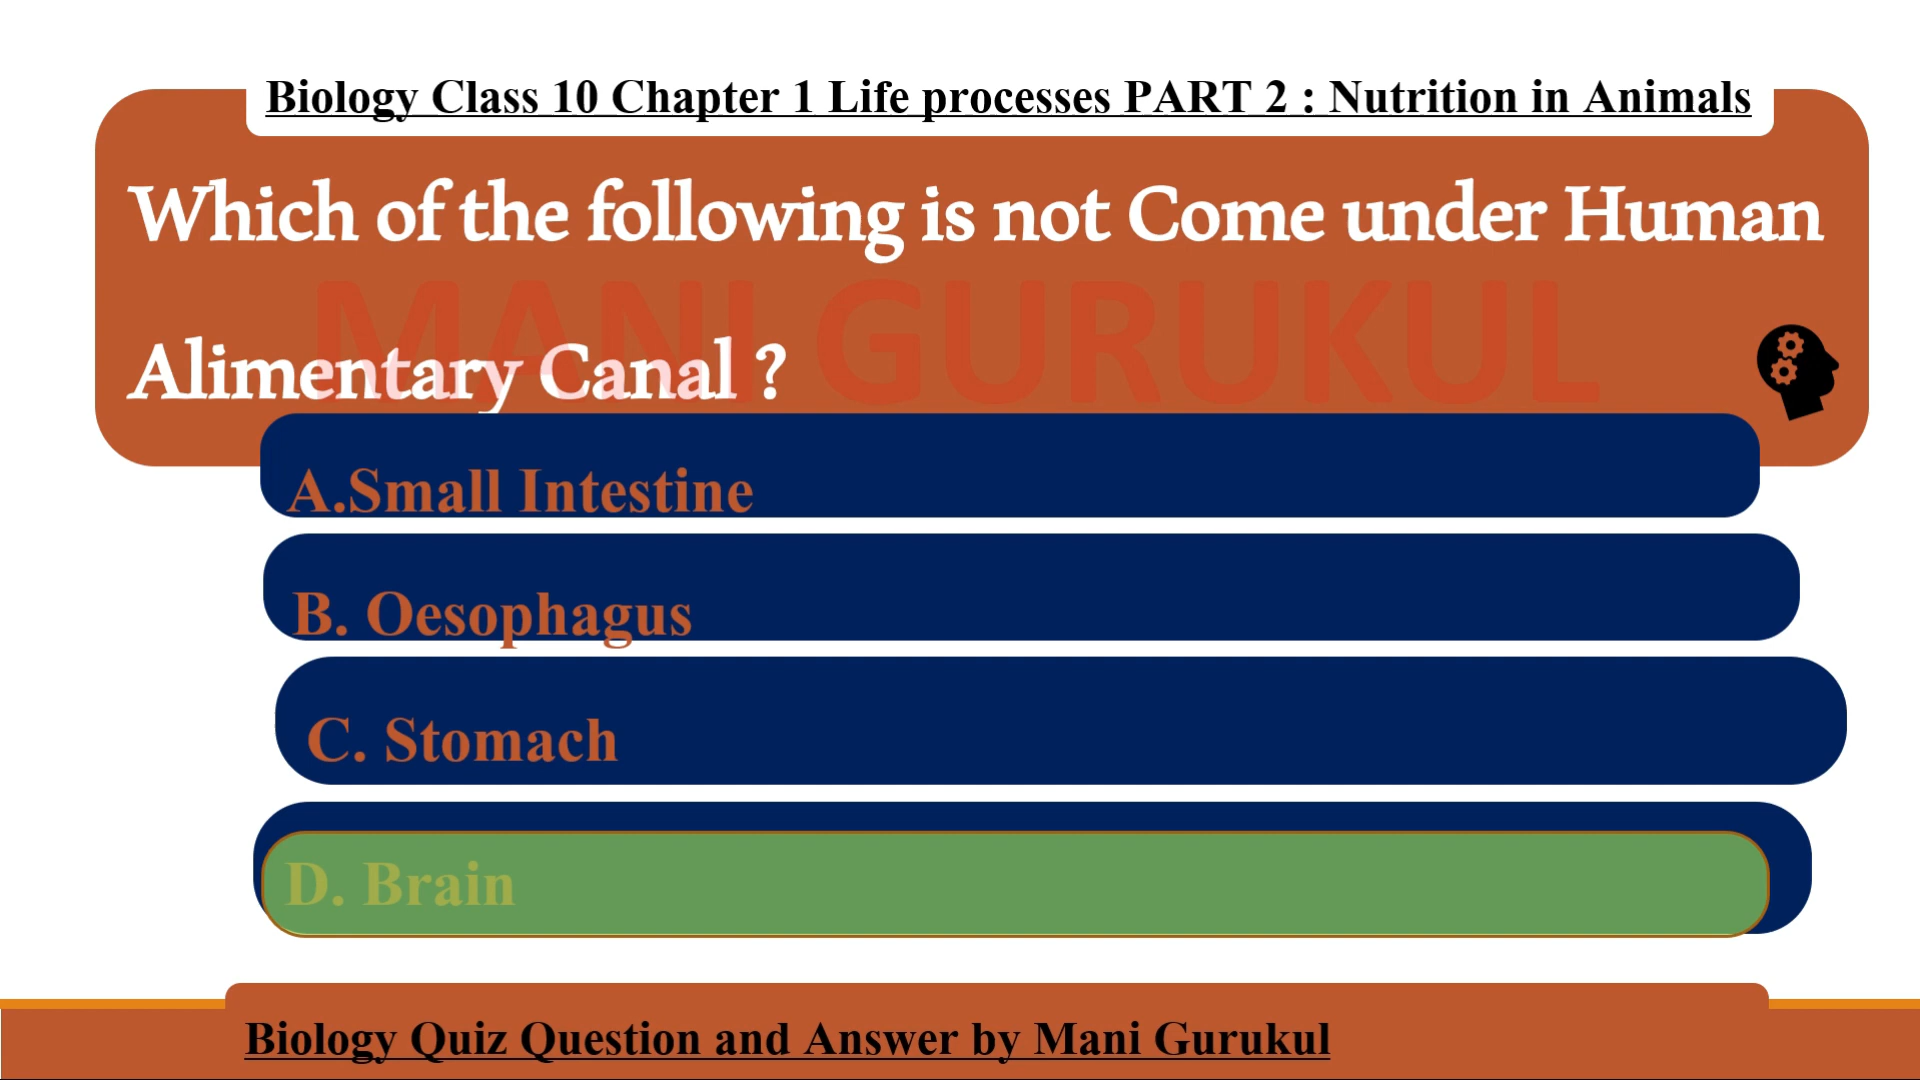 Biology Class 10 Chapter 1 Life processes PART 2 : Nutrition in Animals
Which of the following is not Come under Human
MANI GURUKUL
Alimentary Canal ?
A.Small Intestine
B. Oesophagus
C. Stomach
D. Brain
Biology Quiz Question and Answer by Mani Gurukul